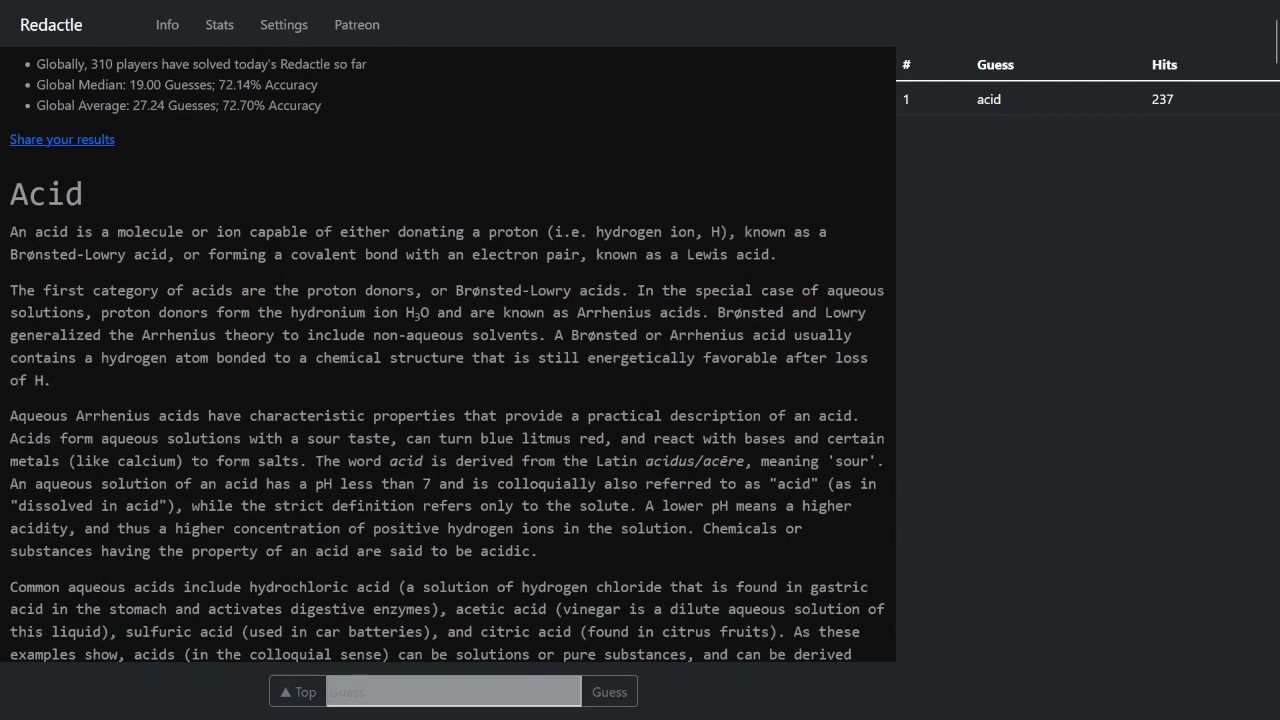 Redactle Info Stats Settings Patreon
Globally, 310 players have solved today's Redactle so far
Global Median: 19.00 Guesses; 72.14% Accuracy
Global Average: 27.24 Guesses; 72.70% Accuracy
Share your results
# Guess Hits
1 acid 237
Acid
An acid is a molecule or ion capable of either donating a proton (i.e. hydrogen ion, H), known as a
Brønsted-Lowry acid, or forming a covalent bond with an electron pair, known as a Lewis acid.
The first category of acids are the proton donors, or Brønsted-Lowry acids. In the special case of aqueous
solutions, proton donors form the hydronium ion H₃O and are known as Arrhenius acids. Brønsted and Lowry
generalized the Arrhenius theory to include non-aqueous solvents. A Brønsted or Arrhenius acid usually
contains a hydrogen atom bonded to a chemical structure that is still energetically favorable after loss
of H.
Aqueous Arrhenius acids have characteristic properties that provide a practical description of an acid.
Acids form aqueous solutions with a sour taste, can turn blue litmus red, and react with bases and certain
metals (like calcium) to form salts. The word acid is derived from the Latin acidus/acēre, meaning 'sour'.
An aqueous solution of an acid has a pH less than 7 and is colloquially also referred to as "acid" (as in
"dissolved in acid"), while the strict definition refers only to the solute. A lower pH means a higher
acidity, and thus a higher concentration of positive hydrogen ions in the solution. Chemicals or
substances having the property of an acid are said to be acidic.
Common aqueous acids include hydrochloric acid (a solution of hydrogen chloride that is found in gastric
acid in the stomach and activates digestive enzymes), acetic acid (vinegar is a dilute aqueous solution of
this liquid), sulfuric acid (used in car batteries), and citric acid (found in citrus fruits). As these
examples show, acids (in the colloquial sense) can be solutions or pure substances, and can be derived
▲ Top Guess Guess